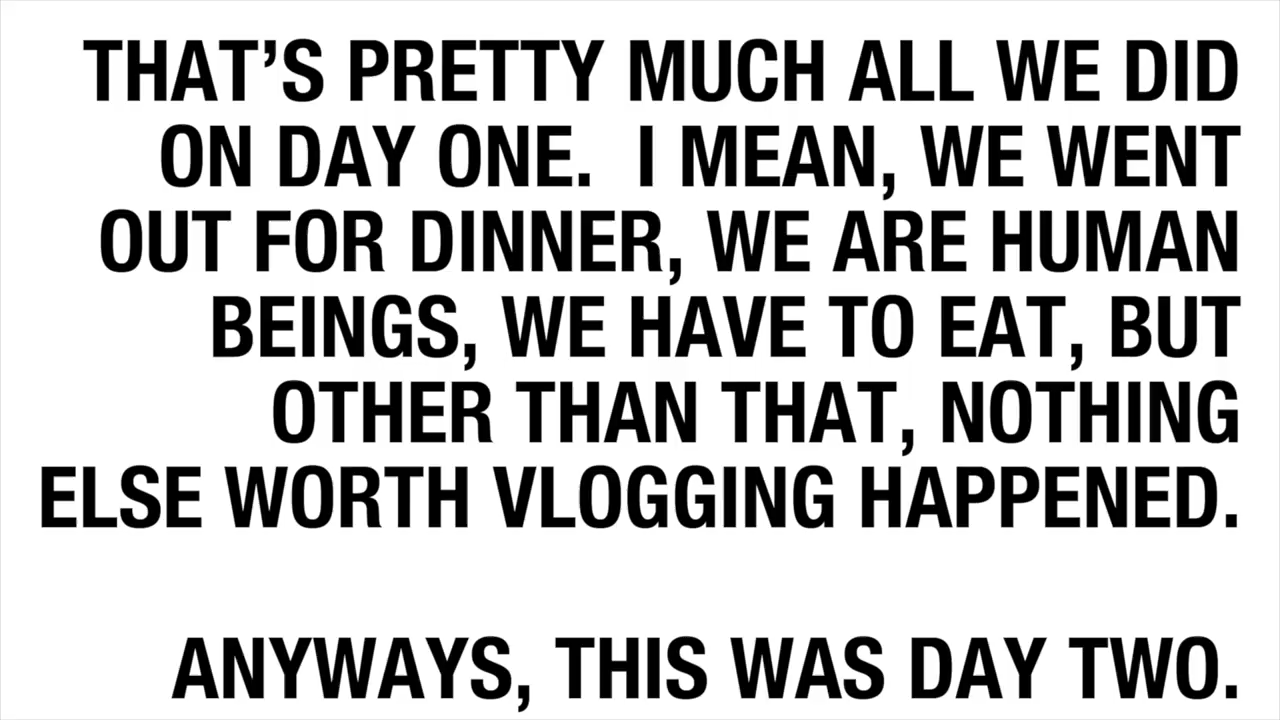 THAT’S PRETTY MUCH ALL WE DID
ON DAY ONE.  I MEAN, WE WENT
OUT FOR DINNER, WE ARE HUMAN
BEINGS, WE HAVE TO EAT, BUT
OTHER THAN THAT, NOTHING
ELSE WORTH VLOGGING HAPPENED.
ANYWAYS, THIS WAS DAY TWO.